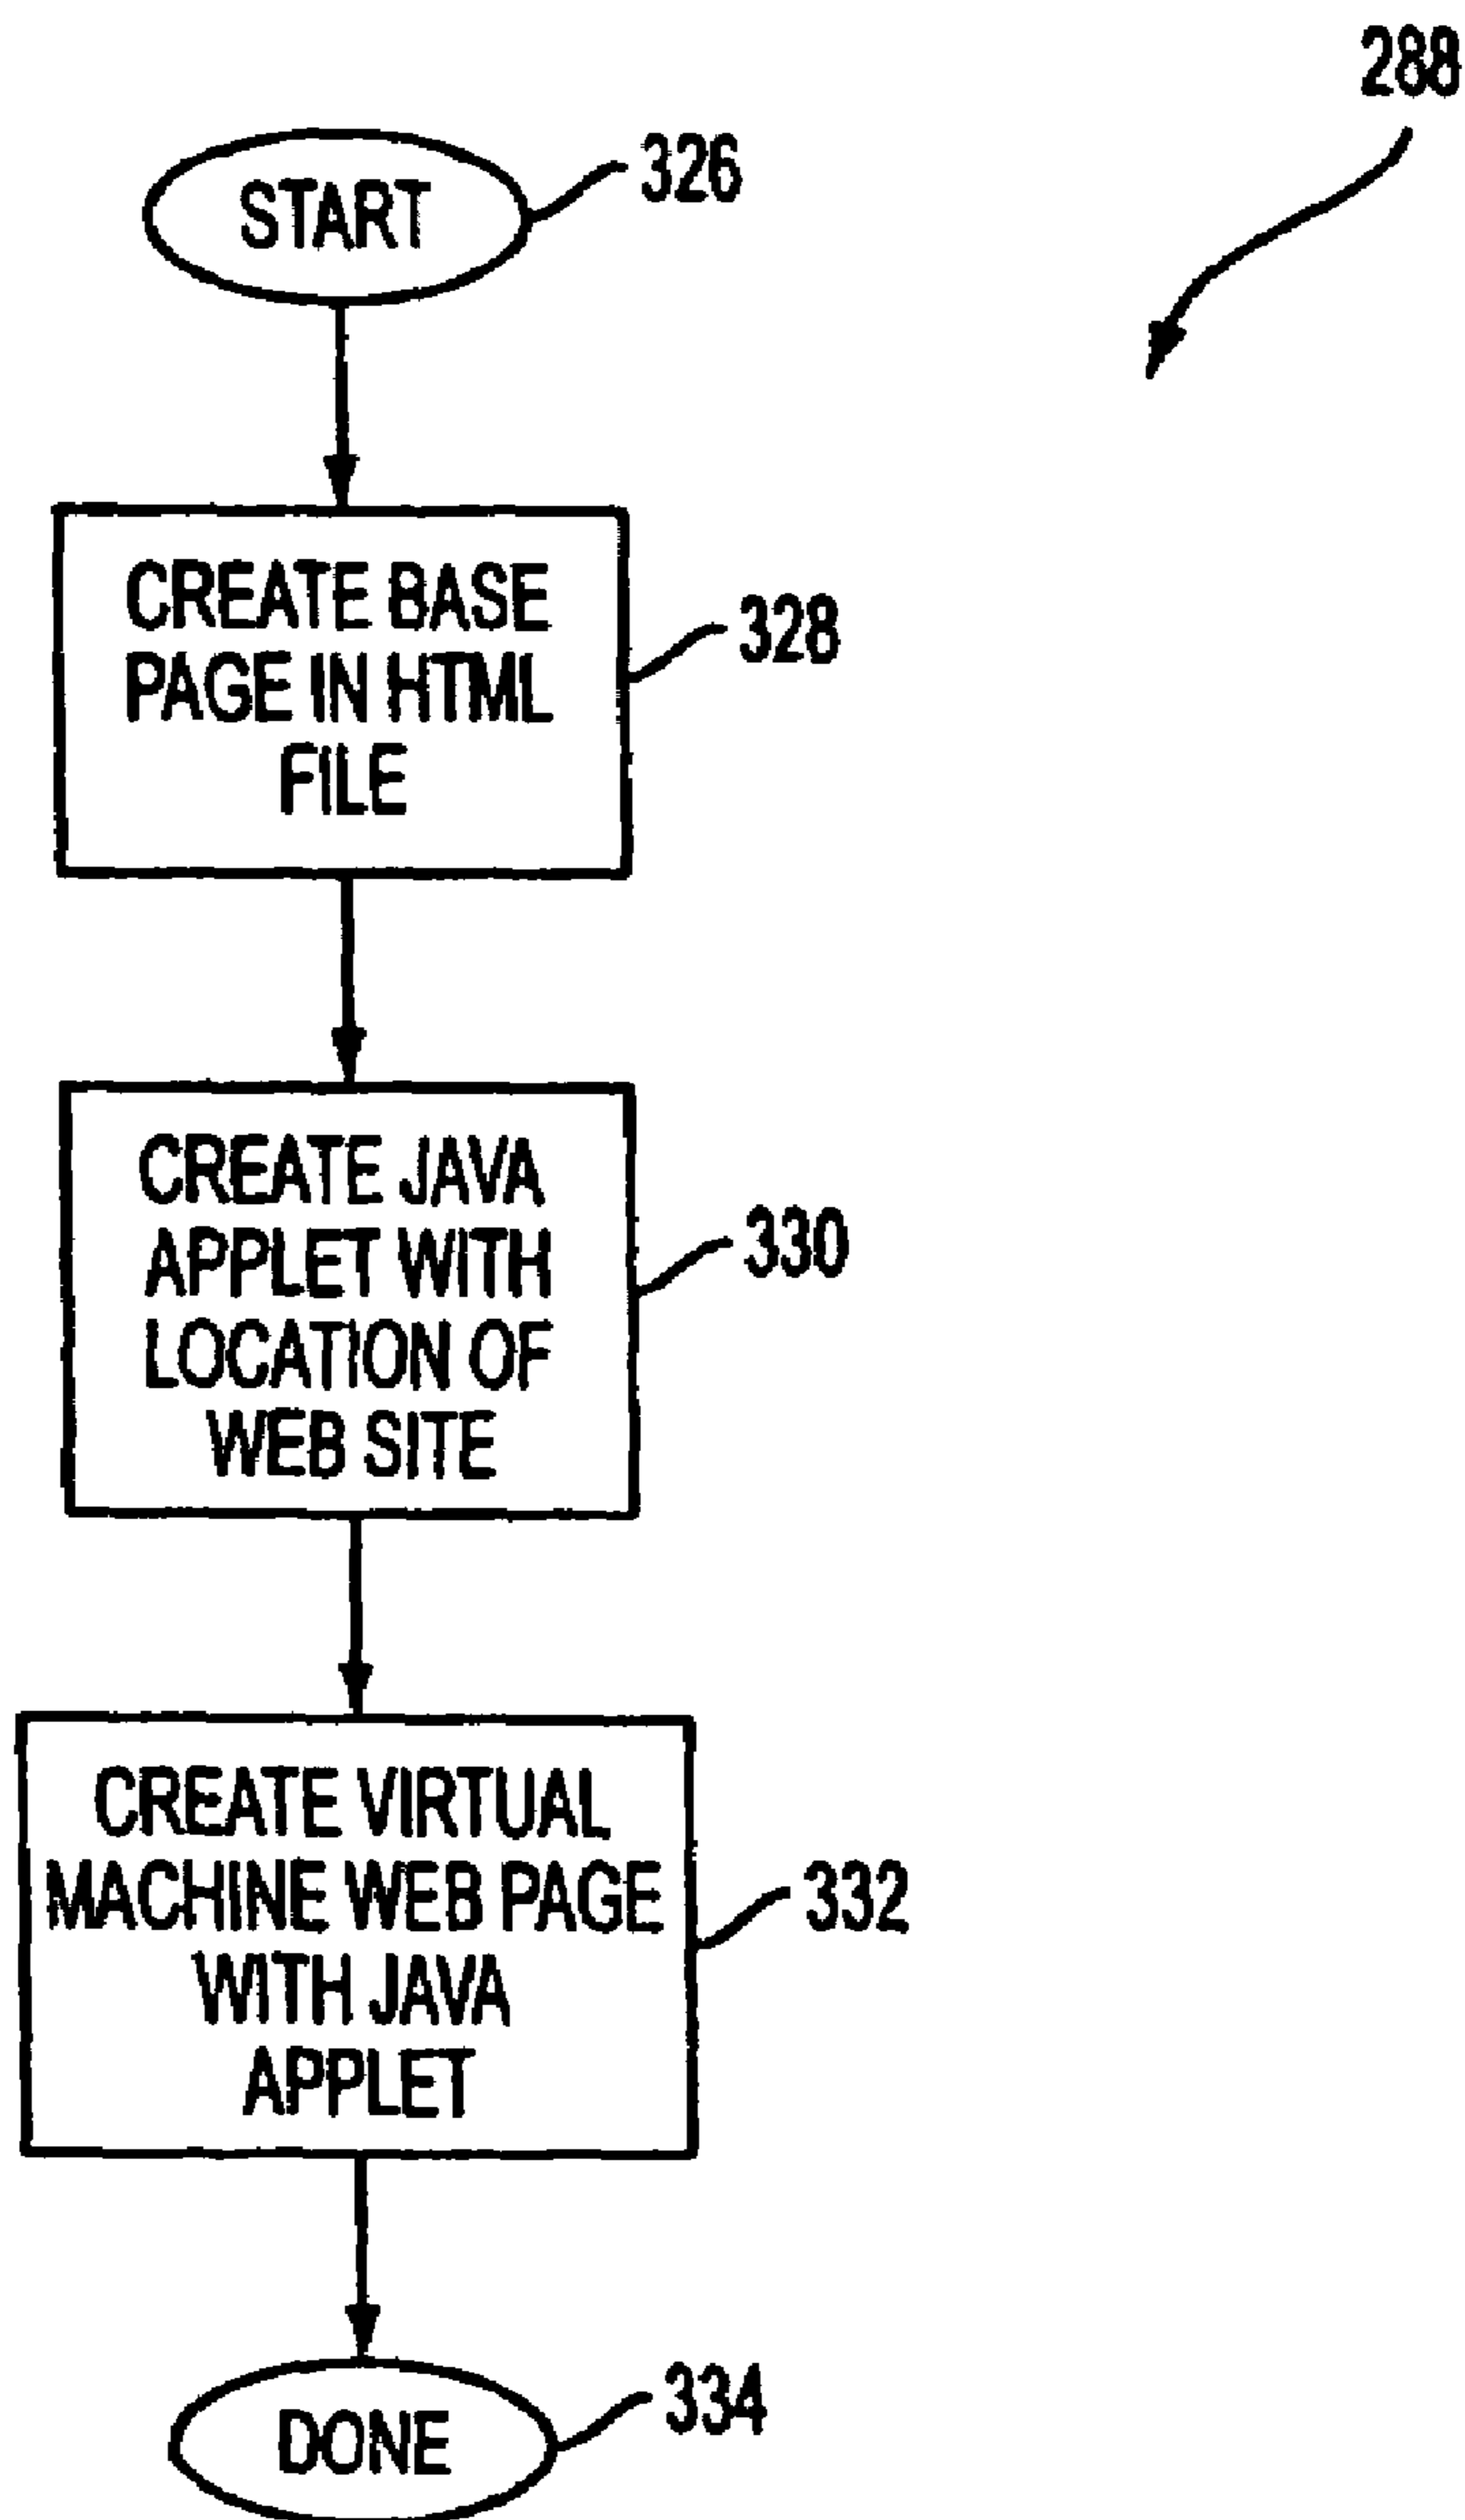 288
START
326
CREATE BASE
PAGE IN HTML
FILE
328
CREATE JAVA
APPLET WITH
LOCATION OF
WEB SITE
330
CREATE VIRTUAL
MACHINE WEB PAGE
WITH JAVA
APPLET
332
DONE
334